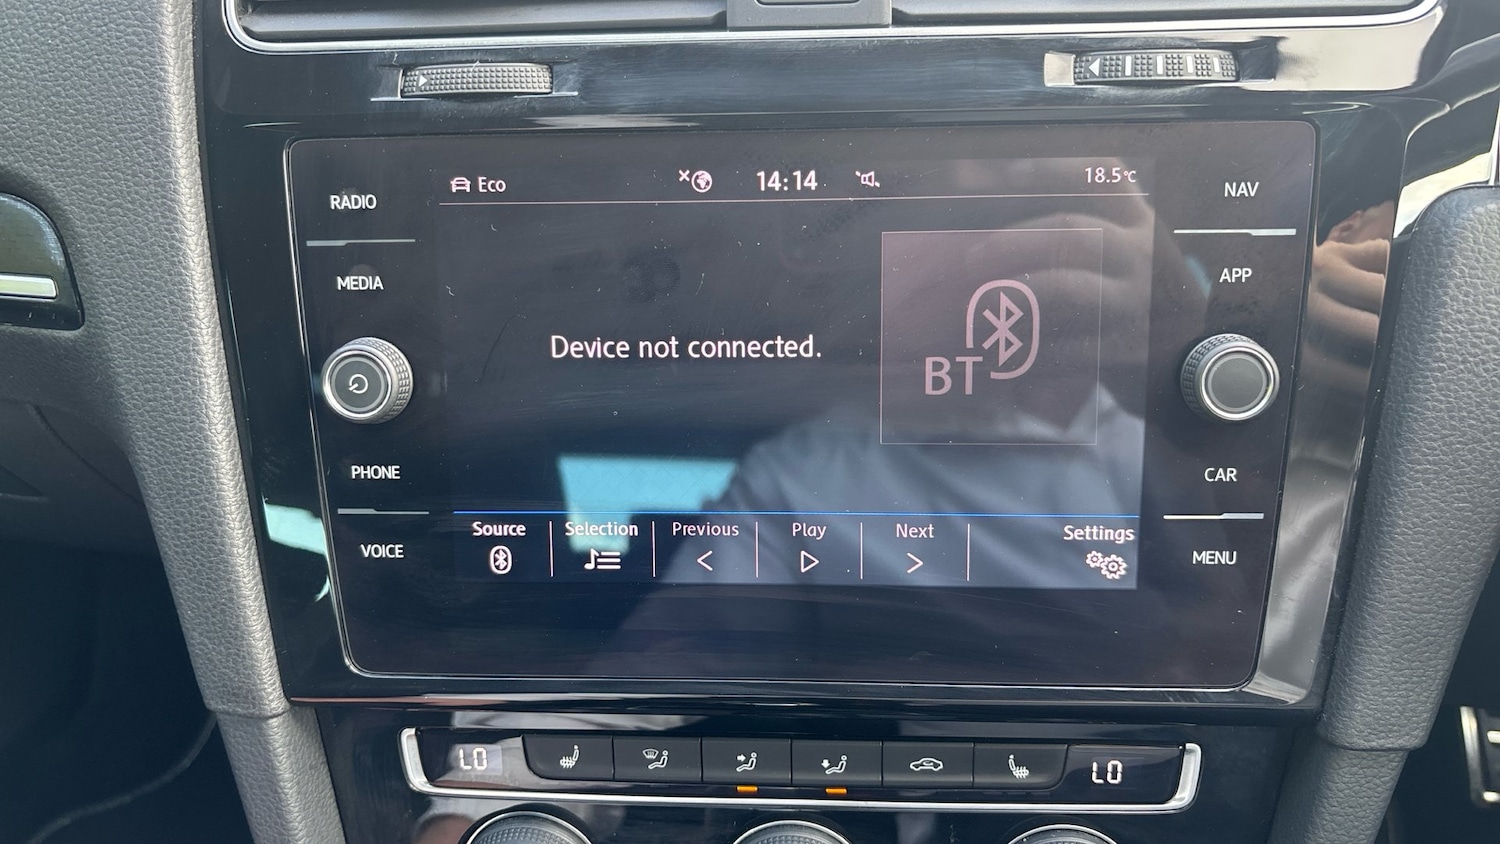 Eco
14:14
18.5°C
RADIO
NAV
MEDIA
APP
Device not connected.
BT
PHONE
CAR
VOICE
MENU
Source
Selection
Previous
Play
Next
Settings
LO
LO